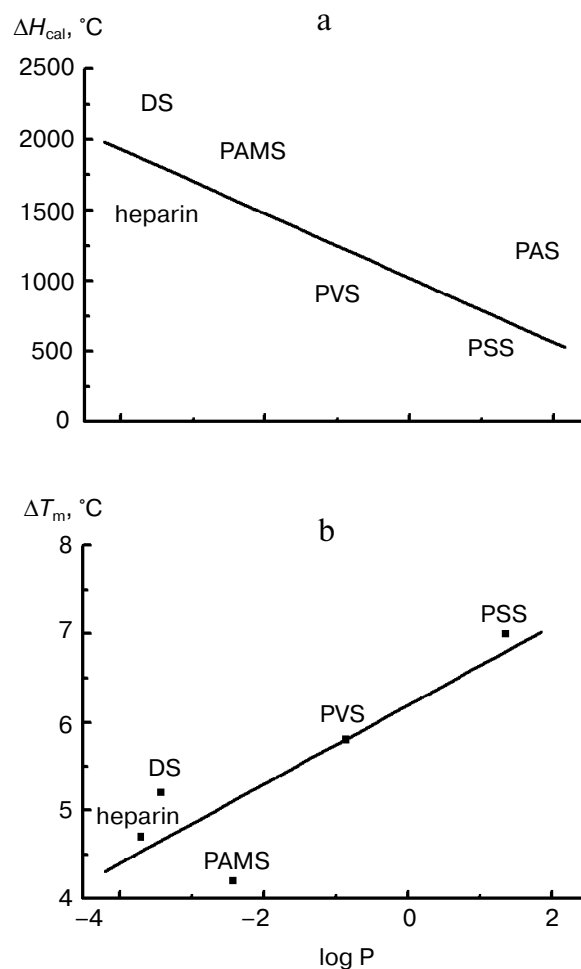 a
ΔHcal, °C
2500
DS
2000
PAMS
heparin
1500
PAS
1000
PVS
PSS
500
0
b
ΔTm, °C
8
PSS
7
PVS
6
DS
5
heparin
PAMS
4
−4 −2 0 2
log P